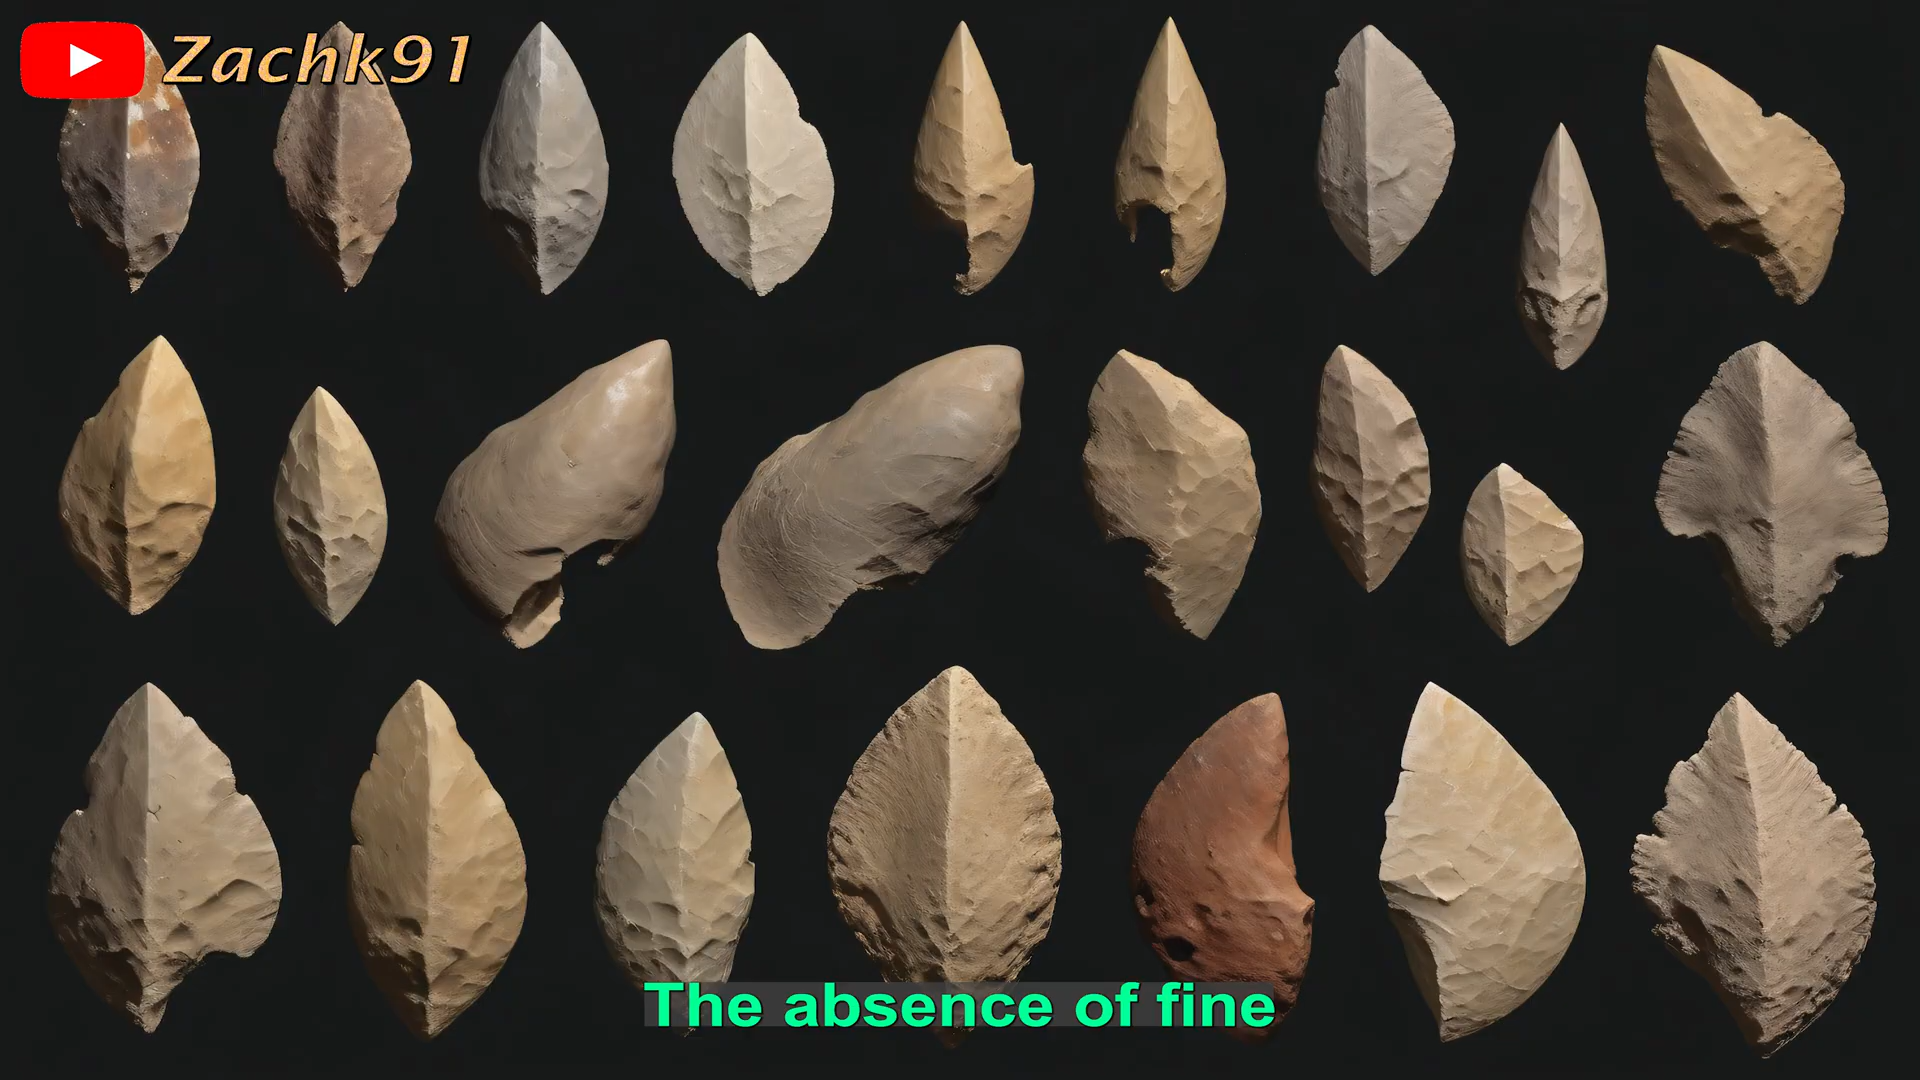 Zachk91
The absence of fine